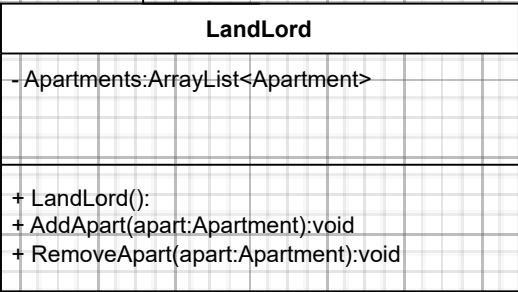 LandLord
- Apartments:ArrayList<Apartment>
+ LandLord():
+ AddApart(apart:Apartment):void
+ RemoveApart(apart:Apartment):void